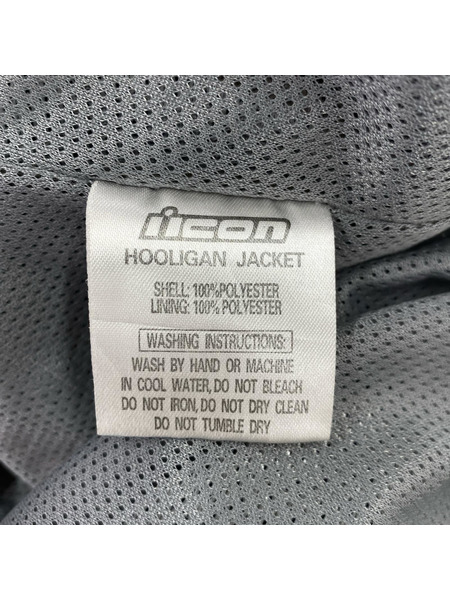 icon
HOOLIGAN JACKET
SHELL: 100%POLYESTER
LINING: 100% POLYESTER
WASHING INSTRUCTIONS:
WASH BY HAND OR MACHINE
IN COOL WATER, DO NOT BLEACH
DO NOT IRON, DO NOT DRY CLEAN
DO NOT TUMBLE DRY